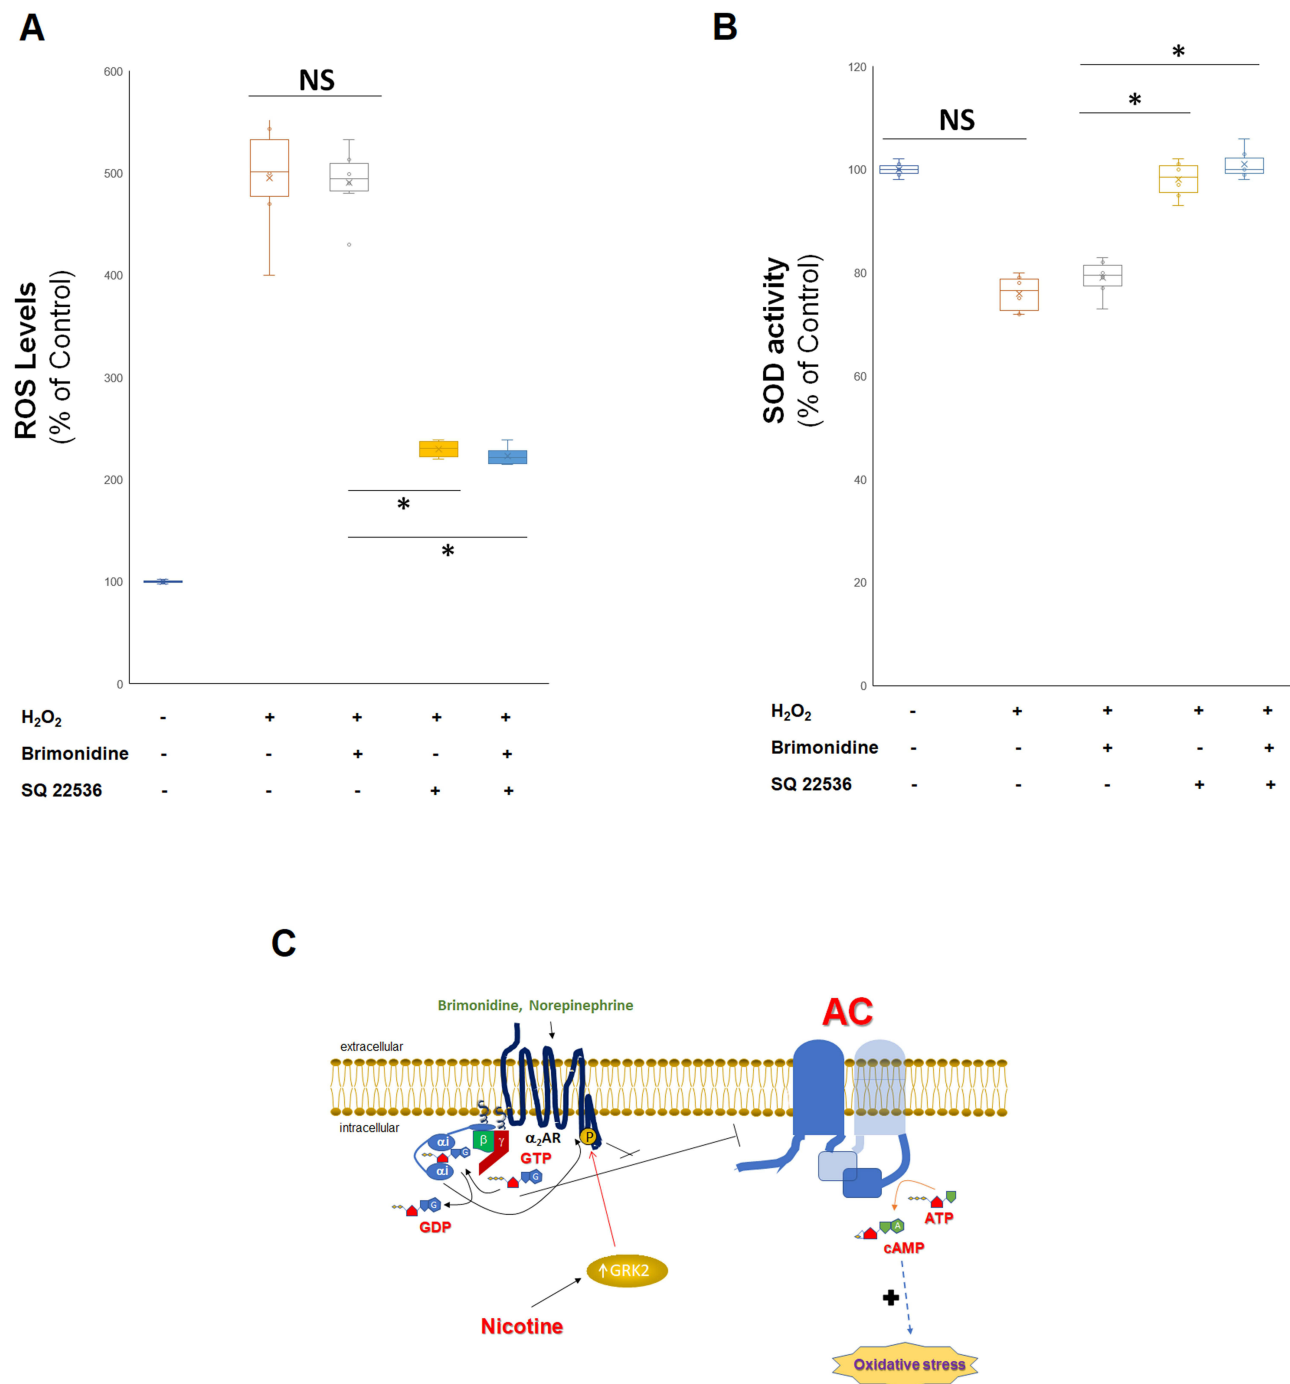 A
NS
600
500
400
300
200
100
0
ROS Levels
(% of Control)
*
*
H₂O₂ - + + + +
Brimonidine - - + - +
SQ 22536 - - - + +
B
*
*
NS
120
100
80
60
40
20
0
SOD activity
(% of Control)
H₂O₂ - + + + +
Brimonidine - - + - +
SQ 22536 - - - + +
C
Brimonidine, Norepinephrine
AC
extracellular
intracellular
αi
αi
β
γ
α₂AR
P
GTP
G
G
G
GDP
ATP
A
cAMP
↑GRK2
Nicotine
+
Oxidative stress